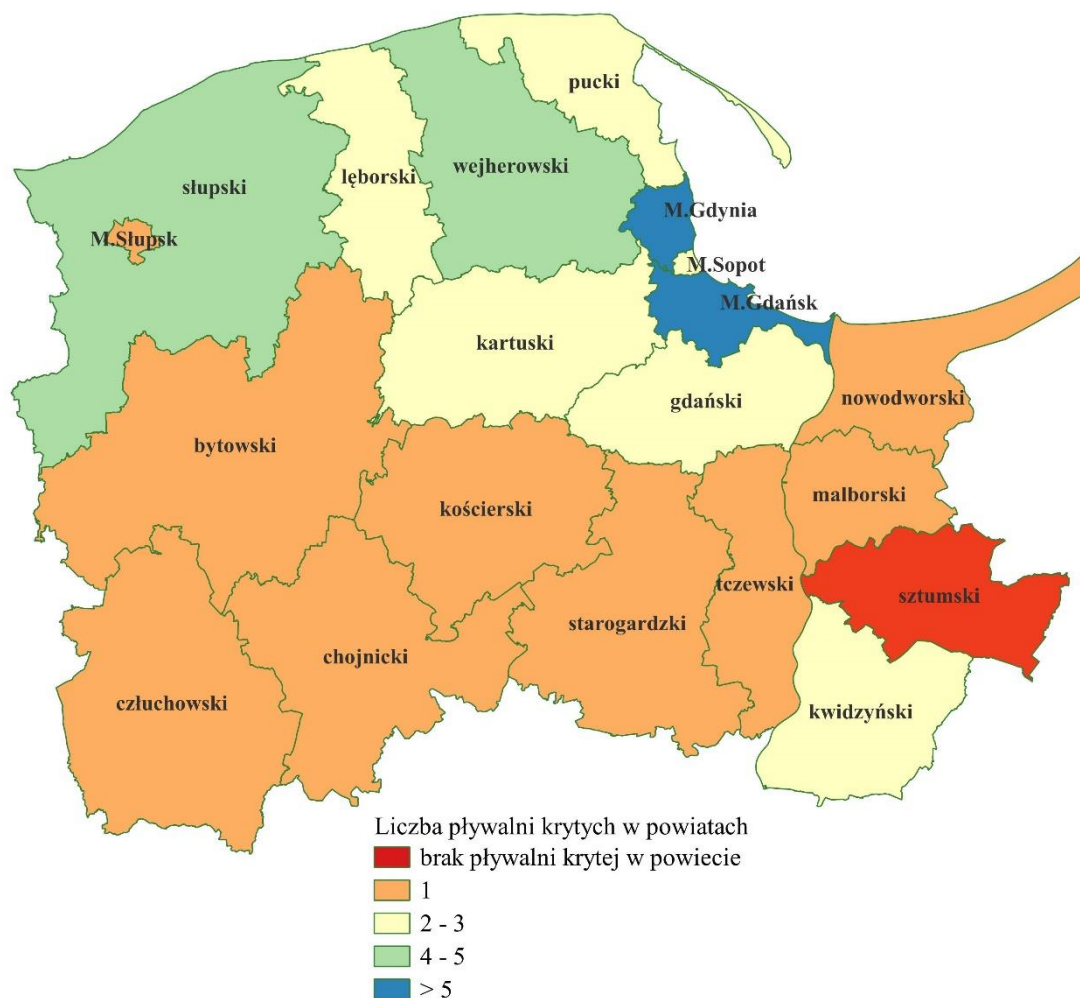 pucki
słupski
lęborski
wejherowski
M.Gdynia
M.Słupsk
M.Sopot
M.Gdańsk
kartuski
gdański
nowodworski
bytowski
kościerski
malborski
tczewski
sztumski
starogardzki
chojnicki
człuchowski
kwidzyński
Liczba pływalni krytych w powiatach
brak pływalni krytej w powiecie
1
2 - 3
4 - 5
> 5